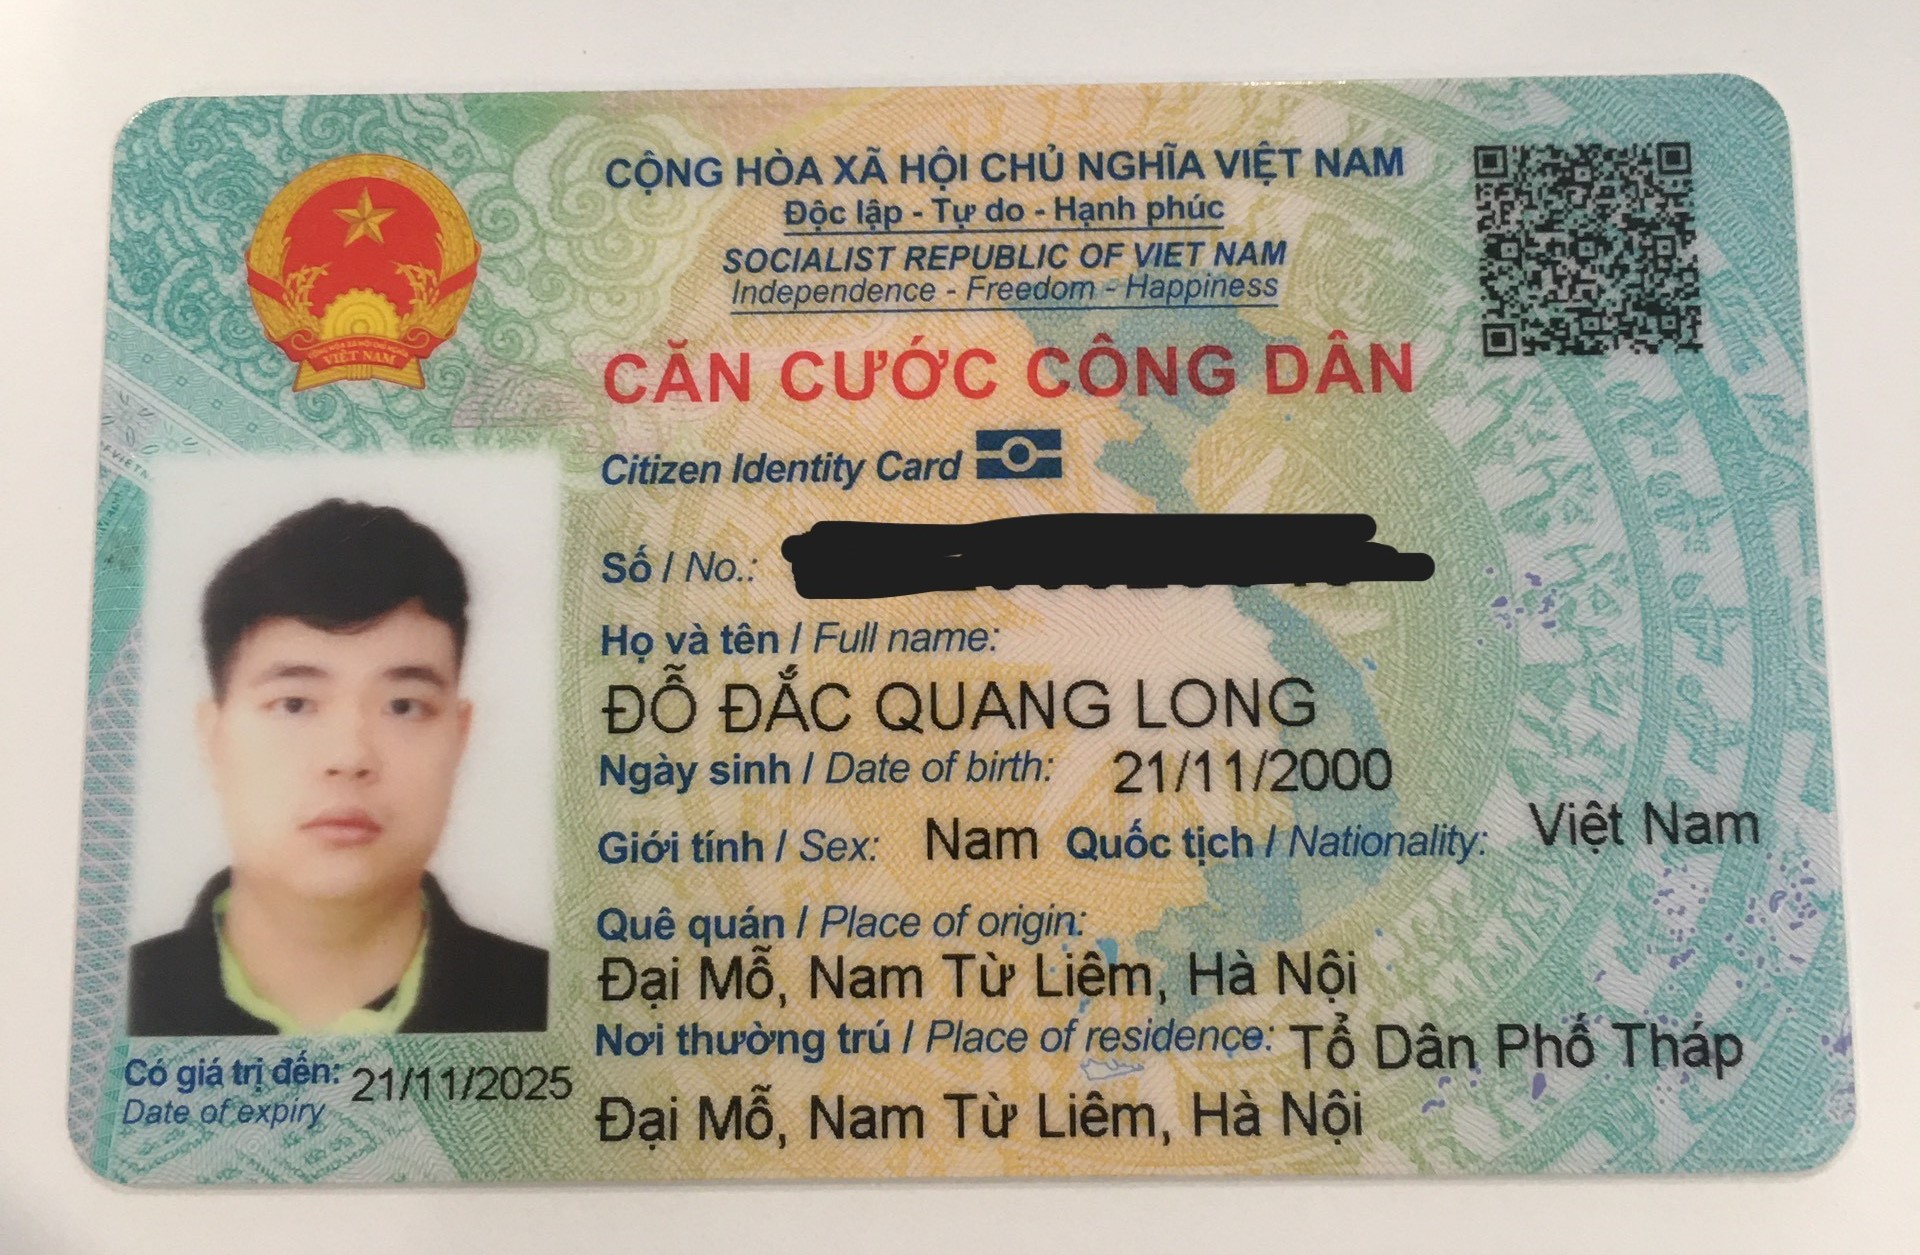 CỘNG HÒA XÃ HỘI CHỦ NGHĨA VIỆT NAM
Độc lập - Tự do - Hạnh phúc
SOCIALIST REPUBLIC OF VIET NAM
Independence - Freedom - Happiness
CĂN CƯỚC CÔNG DÂN
Citizen Identity Card
VIỆT NAM
Số / No.:
Họ và tên / Full name:
ĐỖ ĐẮC QUANG LONG
Ngày sinh / Date of birth: 21/11/2000
Giới tính / Sex: Nam Quốc tịch / Nationality: Việt Nam
Quê quán / Place of origin:
Đại Mỗ, Nam Từ Liêm, Hà Nội
Nơi thường trú / Place of residence: Tổ Dân Phố Tháp
Đại Mỗ, Nam Từ Liêm, Hà Nội
Có giá trị đến: 21/11/2025
Date of expiry